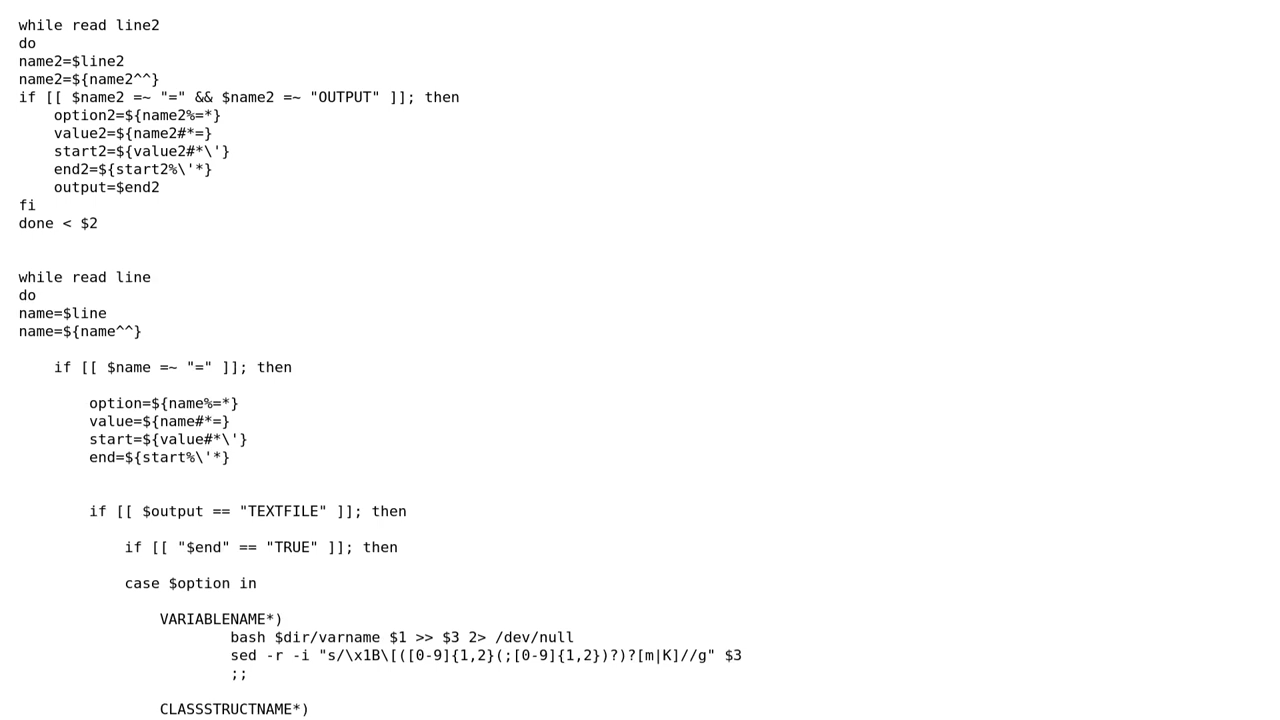 while read line2
do
name2=$line2
name2=${name2^^}
if [[ $name2 =~ "=" && $name2 =~ "OUTPUT" ]]; then
    option2=${name2%=*}
    value2=${name2#*=}
    start2=${value2#*\'}
    end2=${start2%\'*}
    output=$end2
fi
done < $2


while read line
do
name=$line
name=${name^^}

    if [[ $name =~ "=" ]]; then

        option=${name%=*}
        value=${name#*=}
        start=${value#*\'}
        end=${start%\'*}


        if [[ $output == "TEXTFILE" ]]; then

            if [[ "$end" == "TRUE" ]]; then

            case $option in

                VARIABLENAME*)
                        bash $dir/varname $1 >> $3 2> /dev/null
                        sed -r -i "s/\x1B\[([0-9]{1,2}(;[0-9]{1,2})?)?[m|K]//g" $3
                        ;;

                CLASSSTRUCTNAME*)